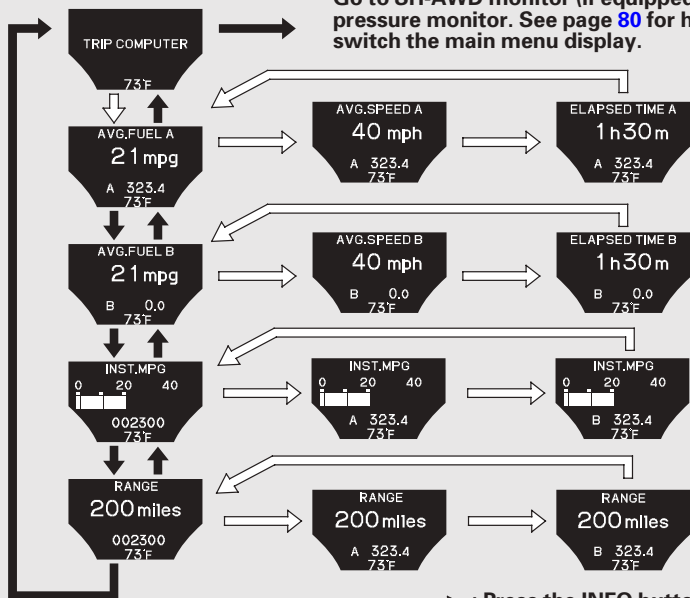 Go to SH-AWD monitor (if equipped
pressure monitor. See page 80 for h
switch the main menu display.
TRIP COMPUTER
73°F
AVG.FUEL A
21 mpg
A 323.4
73°F
AVG.SPEED A
40 mph
A 323.4
73°F
ELAPSED TIME A
1h30m
A 323.4
73°F
AVG.FUEL B
21 mpg
B 0.0
73°F
AVG.SPEED B
40 mph
B 0.0
73°F
ELAPSED TIME B
1h30m
B 0.0
73°F
INST.MPG
0 20 40
002300
73°F
INST.MPG
0 20 40
A 323.4
73°F
INST.MPG
0 20 40
B 323.4
73°F
RANGE
200 miles
002300
73°F
RANGE
200 miles
A 323.4
73°F
RANGE
200 miles
B 323.4
73°F
: Press the INFO butto